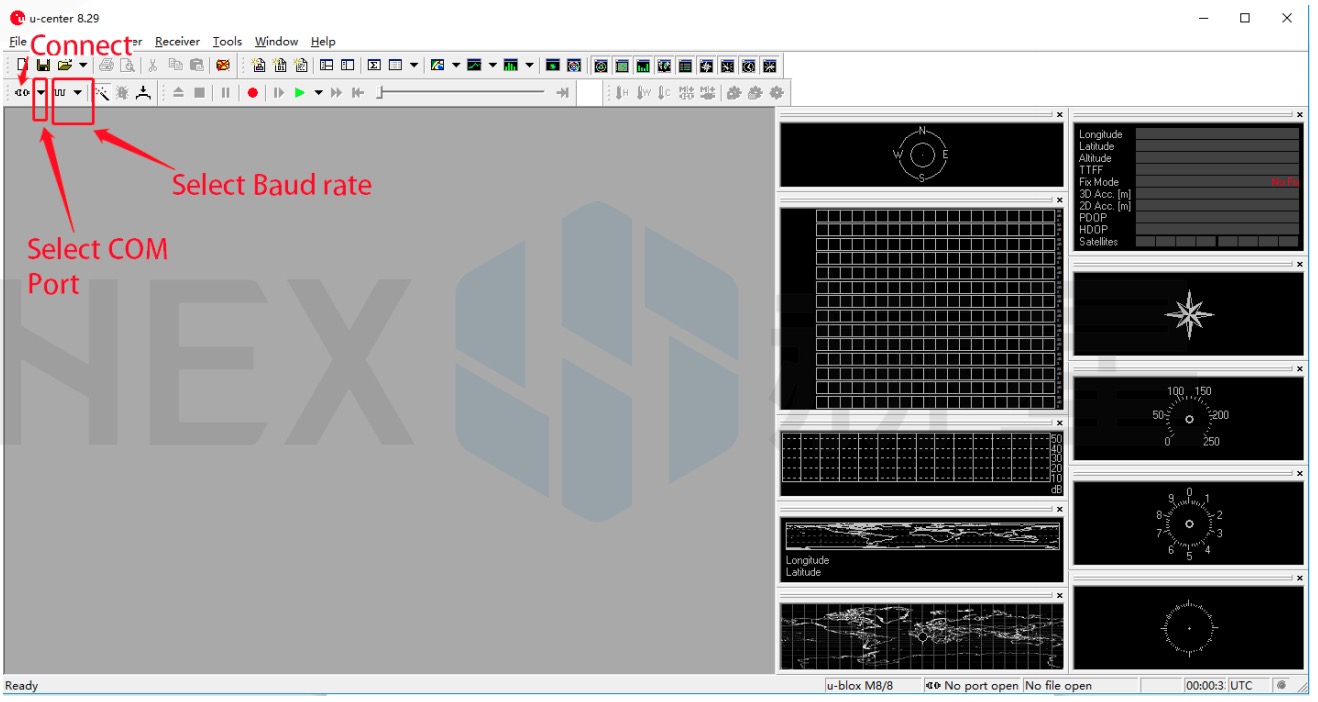 u-center 8.29
File
er Receiver Tools Window Help
Connect
Select Baud rate
Select COM
Port
HEX
N
W E
S
Longitude
Latitude
Altitude
TTFF
Fix Mode
3D Acc. [m]
2D Acc. [m]
PDOP
HDOP
Satellites
No Fix
50
40
30
20
10
dB
Longitude
Latitude
100 150
50 200
0 250
9 0 1
8 2
7 3
6 5 4
Ready
u-blox M8/8
No port open
No file open
00:00:3
UTC